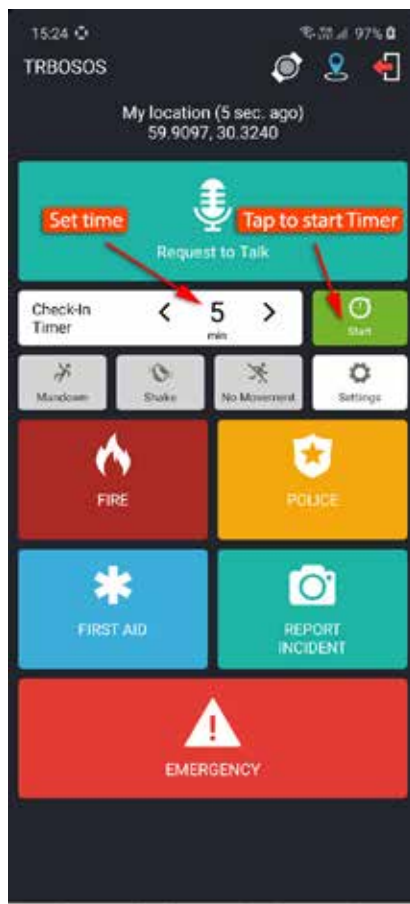 15:24
97%
TRBOSOS
My location (5 sec. ago)
59.9097, 30.3240
Set time
Tap to start Timer
Request to Talk
Check-In
Timer
5
min
Start
Mandown
Shake
No Movement
Settings
FIRE
POLICE
FIRST AID
REPORT
INCIDENT
EMERGENCY